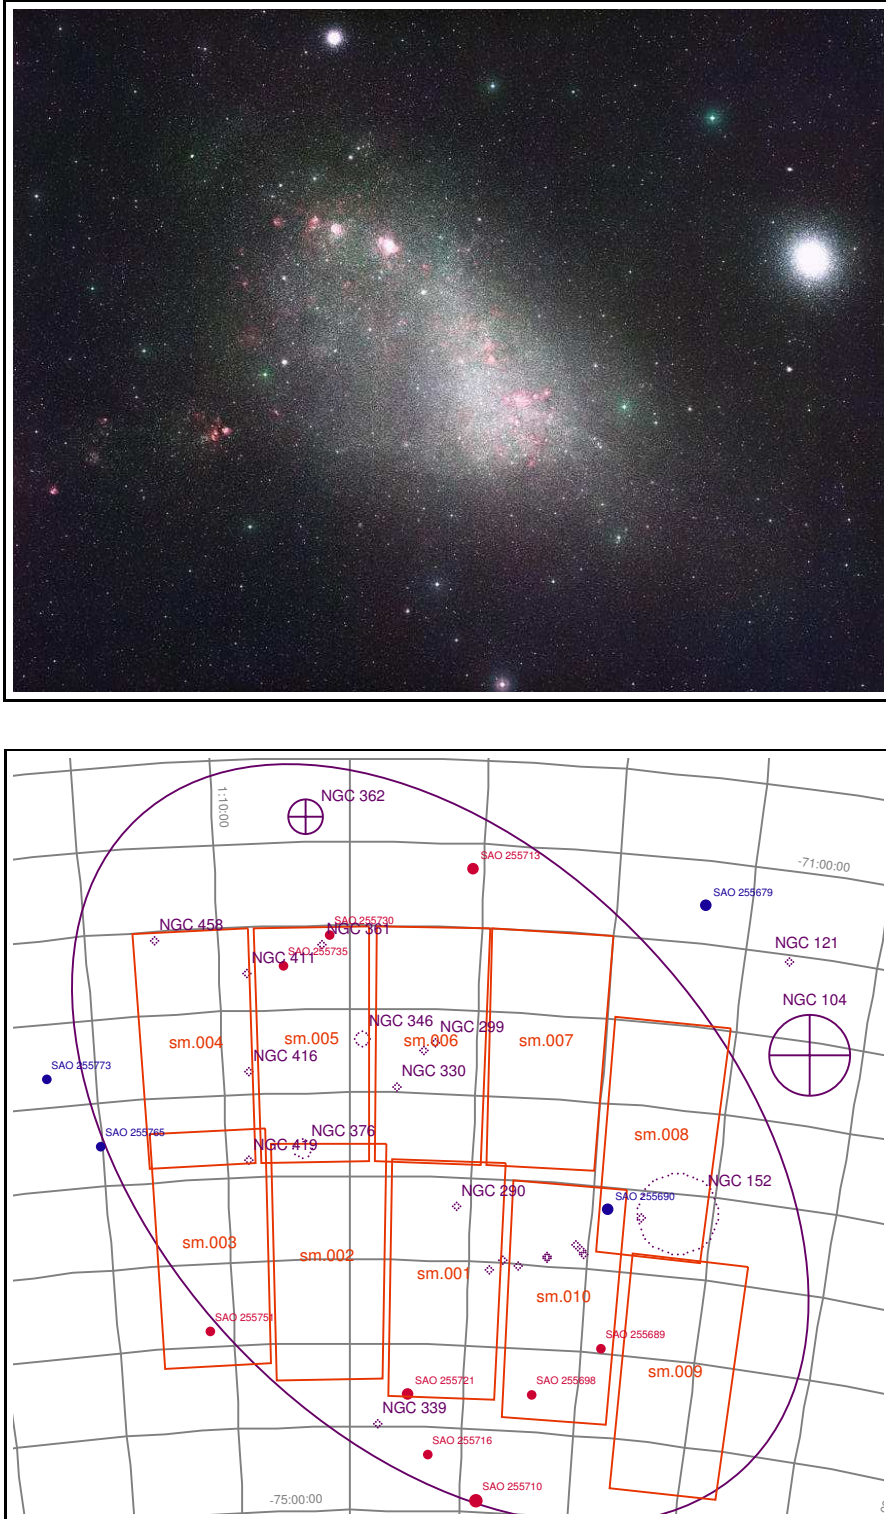 NGC 362
1:10:00
SAO 255713
-71:00:00
SAO 255679
NGC 458
SAO 255730
NGC 361
NGC 411
SAO 255735
NGC 121
NGC 104
NGC 346
NGC 299
sm.004
sm.005
sm.006
sm.007
NGC 416
SAO 255773
NGC 330
SAO 255765
NGC 419
NGC 376
sm.008
NGC 290
SAO 255690
NGC 152
sm.003
sm.002
sm.001
sm.010
SAO 255751
SAO 255689
sm.009
SAO 255721
SAO 255698
NGC 339
SAO 255716
SAO 255710
-75:00:00